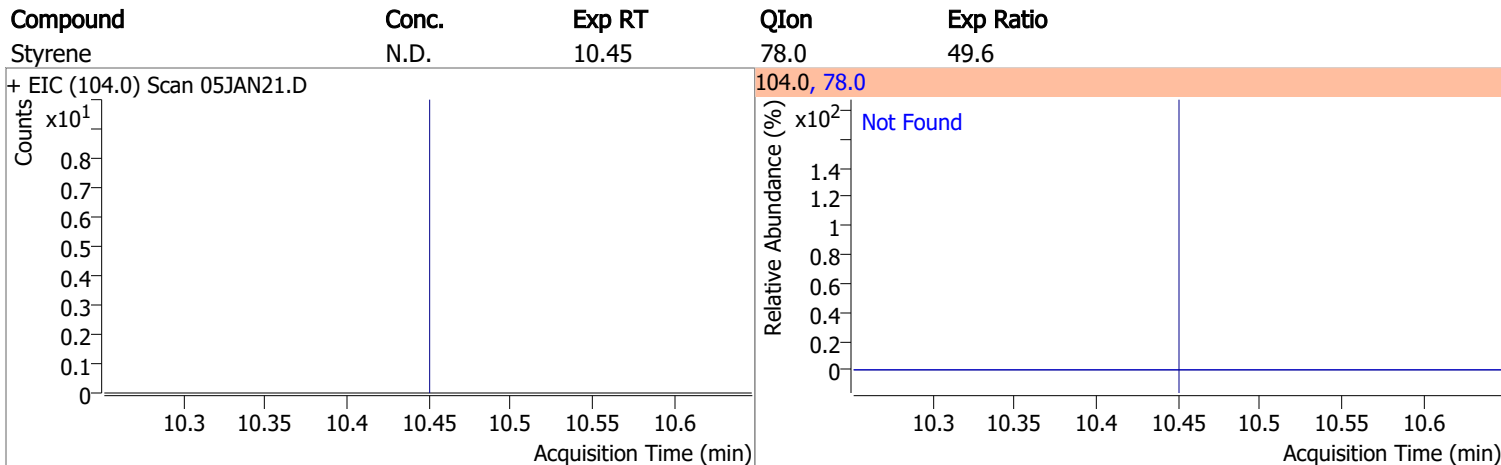 Compound Conc. Exp RT QIon Exp Ratio
Styrene N.D. 10.45 78.0 49.6
+ EIC (104.0) Scan 05JAN21.D
Counts
x10^1
0.8
0.7
0.6
0.5
0.4
0.3
0.2
0.1
0
10.3 10.35 10.4 10.45 10.5 10.55 10.6
Acquisition Time (min)
104.0, 78.0
Relative Abundance (%)
x10^2
Not Found
1.4
1.2
1
0.8
0.6
0.4
0.2
0
10.3 10.35 10.4 10.45 10.5 10.55 10.6
Acquisition Time (min)